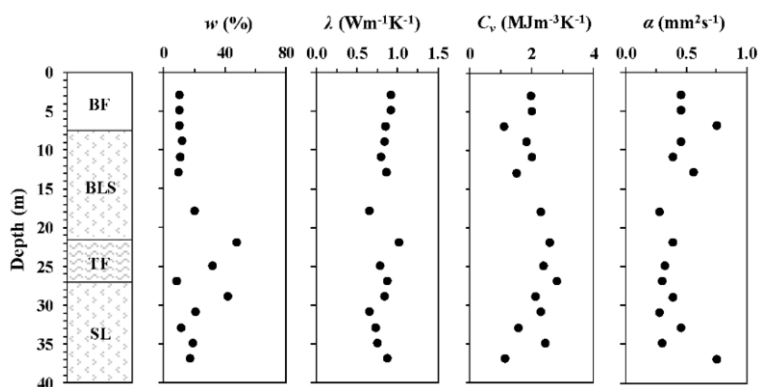 w (%) λ (Wm⁻¹K⁻¹) Cᵥ (MJm⁻³K⁻¹) α (mm²s⁻¹)
0 40 80 0.0 0.5 1.0 1.5 0 2 4 0.0 0.5 1.0
Depth (m)
0
5
10
15
20
25
30
35
40
BF
BLS
TF
SL